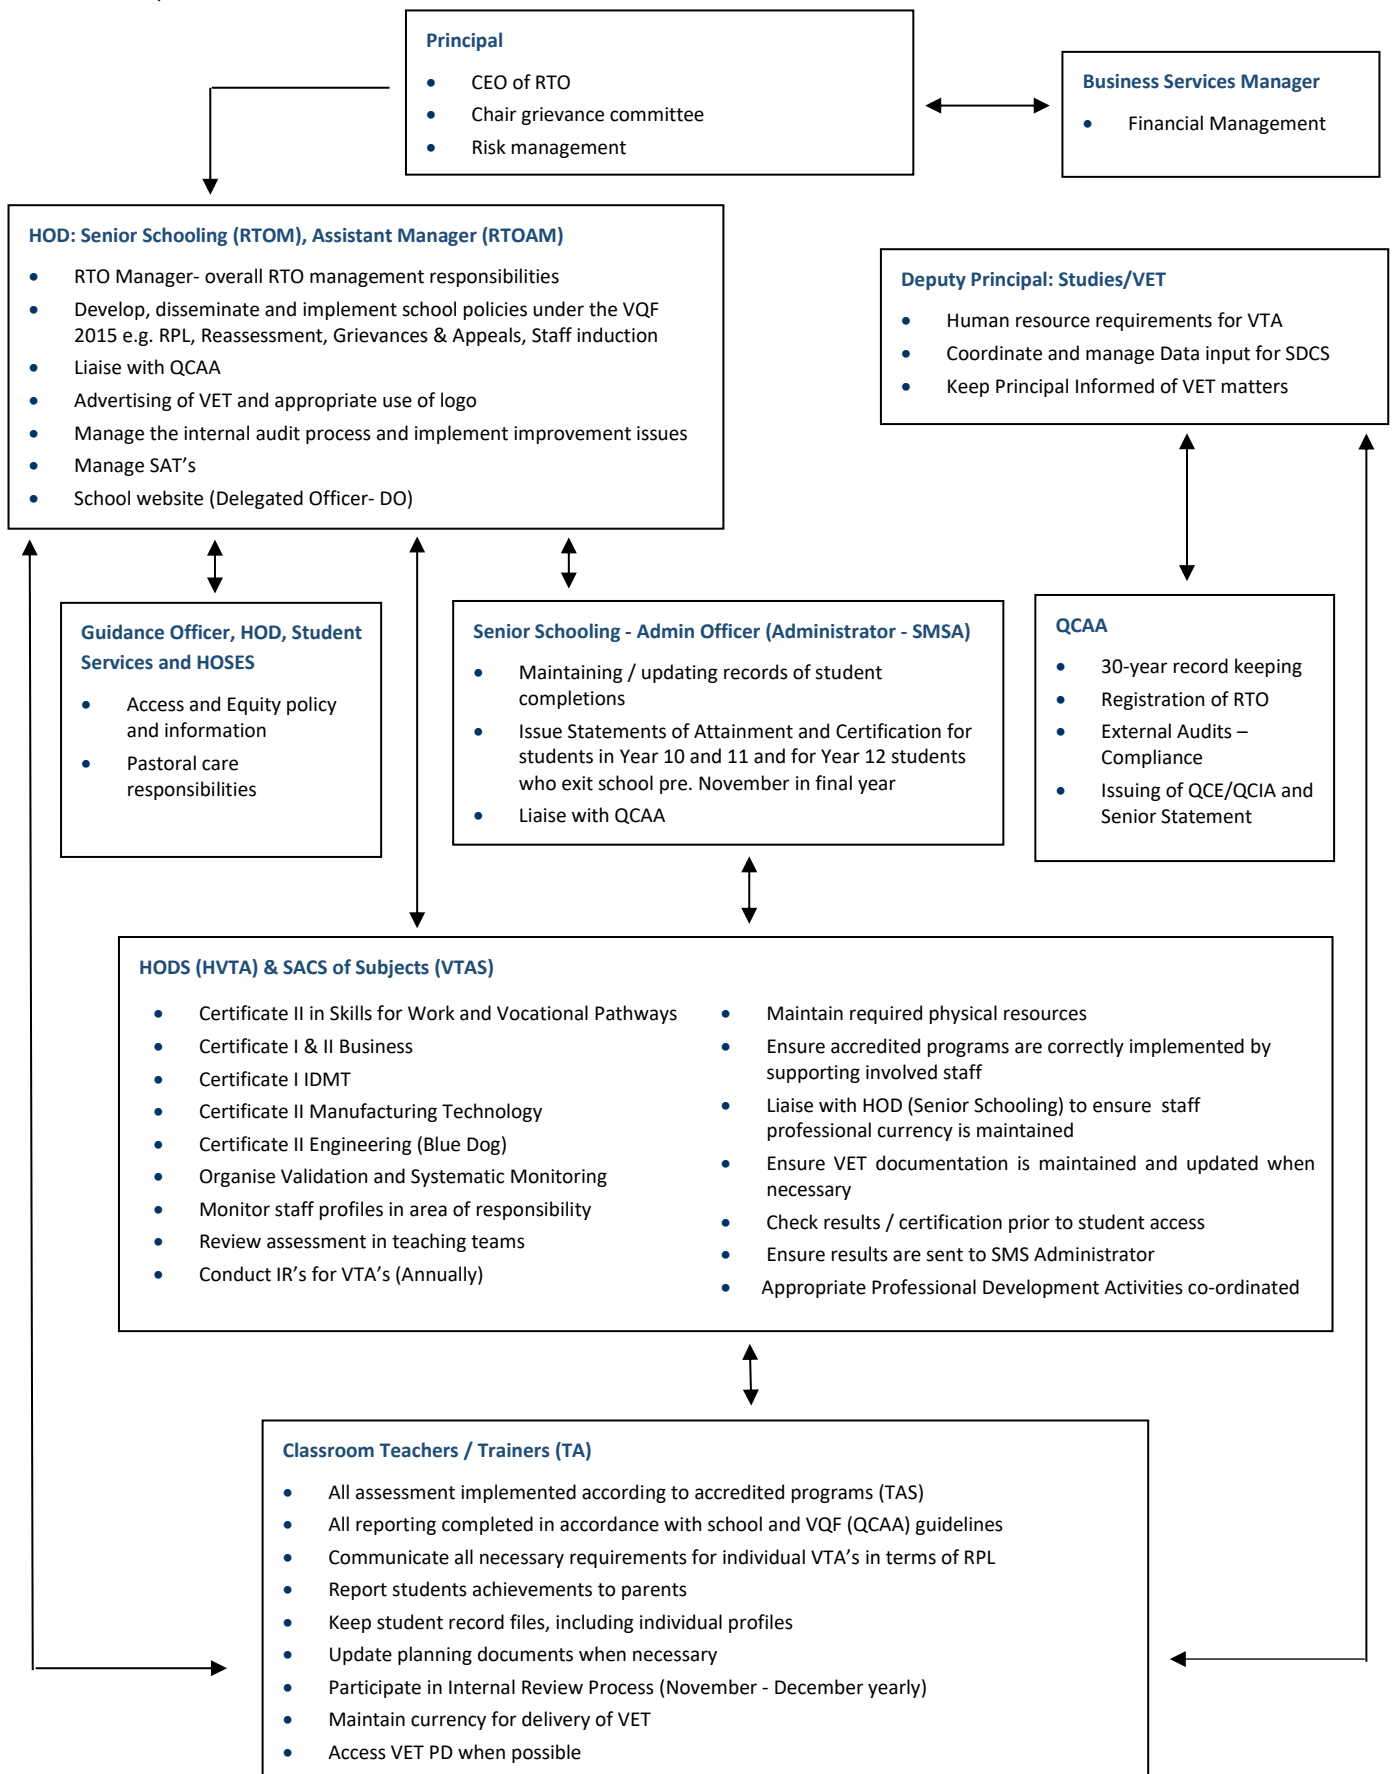 Principal
• CEO of RTO
• Chair grievance committee
• Risk management
Business Services Manager
• Financial Management
HOD: Senior Schooling (RTOM), Assistant Manager (RTOAM)
• RTO Manager- overall RTO management responsibilities
• Develop, disseminate and implement school policies under the VQF
2015 e.g. RPL, Reassessment, Grievances & Appeals, Staff induction
• Liaise with QCAA
• Advertising of VET and appropriate use of logo
• Manage the internal audit process and implement improvement issues
• Manage SAT’s
• School website (Delegated Officer- DO)
Deputy Principal: Studies/VET
• Human resource requirements for VTA
• Coordinate and manage Data input for SDCS
• Keep Principal Informed of VET matters
Guidance Officer, HOD, Student
Services and HOSES
• Access and Equity policy
and information
• Pastoral care
responsibilities
Senior Schooling - Admin Officer (Administrator - SMSA)
• Maintaining / updating records of student
completions
• Issue Statements of Attainment and Certification for
students in Year 10 and 11 and for Year 12 students
who exit school pre. November in final year
• Liaise with QCAA
QCAA
• 30-year record keeping
• Registration of RTO
• External Audits –
Compliance
• Issuing of QCE/QCIA and
Senior Statement
HODS (HVTA) & SACS of Subjects (VTAS)
• Certificate II in Skills for Work and Vocational Pathways
• Certificate I & II Business
• Certificate I IDMT
• Certificate II Manufacturing Technology
• Certificate II Engineering (Blue Dog)
• Organise Validation and Systematic Monitoring
• Monitor staff profiles in area of responsibility
• Review assessment in teaching teams
• Conduct IR’s for VTA’s (Annually)
• Maintain required physical resources
• Ensure accredited programs are correctly implemented by
supporting involved staff
• Liaise with HOD (Senior Schooling) to ensure staff
professional currency is maintained
• Ensure VET documentation is maintained and updated when
necessary
• Check results / certification prior to student access
• Ensure results are sent to SMS Administrator
• Appropriate Professional Development Activities co-ordinated
Classroom Teachers / Trainers (TA)
• All assessment implemented according to accredited programs (TAS)
• All reporting completed in accordance with school and VQF (QCAA) guidelines
• Communicate all necessary requirements for individual VTA’s in terms of RPL
• Report students achievements to parents
• Keep student record files, including individual profiles
• Update planning documents when necessary
• Participate in Internal Review Process (November - December yearly)
• Maintain currency for delivery of VET
• Access VET PD when possible